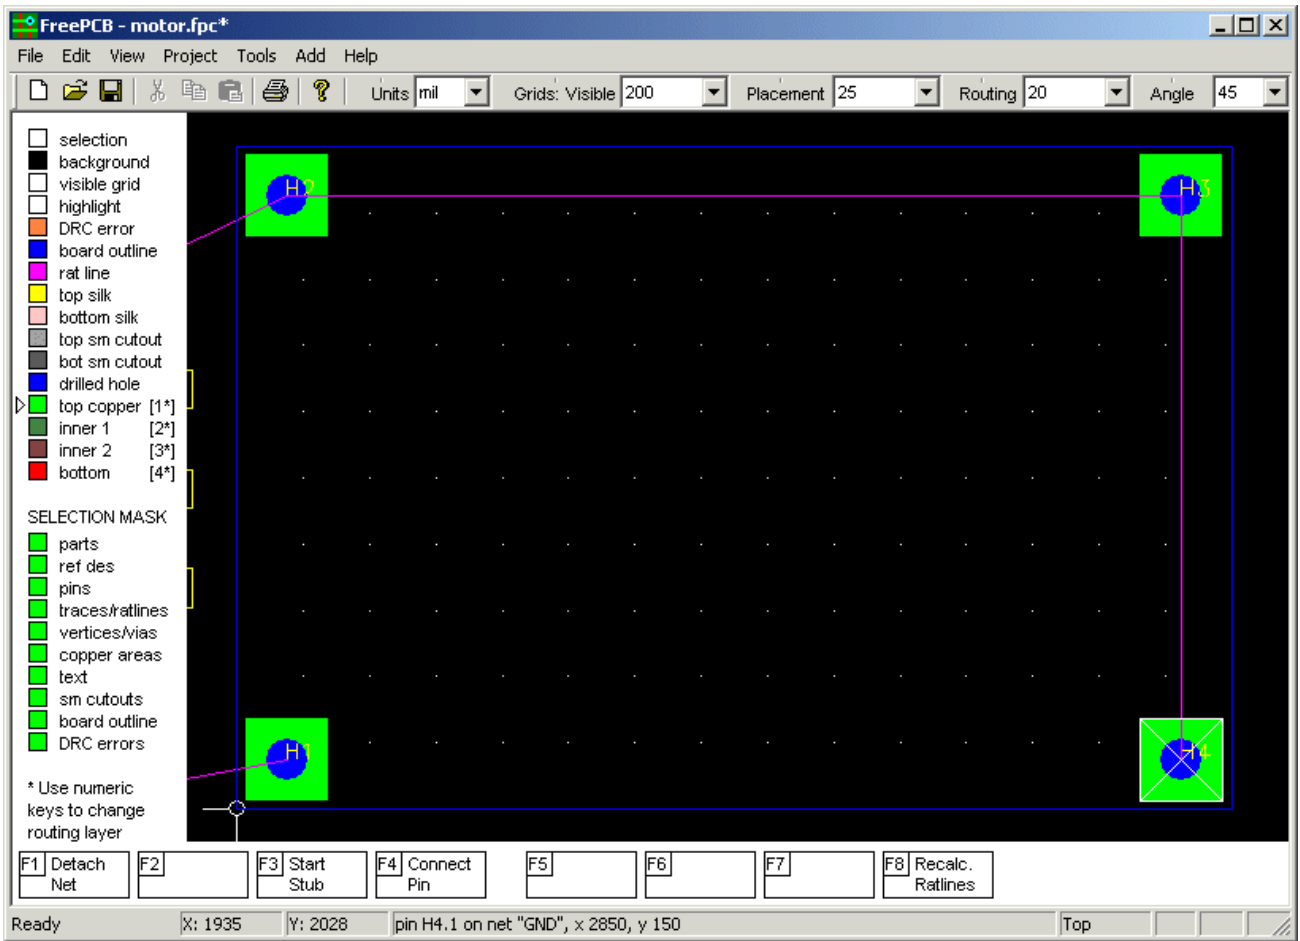 FreePCB - motor.fpc*
File Edit View Project Tools Add Help
Units mil Grids: Visible 200 Placement 25 Routing 20 Angle 45
selection
background
visible grid
highlight
DRC error
board outline
rat line
top silk
bottom silk
top sm cutout
bot sm cutout
drilled hole
top copper [1*]
inner 1 [2*]
inner 2 [3*]
bottom [4*]
SELECTION MASK
parts
ref des
pins
traces/ratlines
vertices/vias
copper areas
text
sm cutouts
board outline
DRC errors
* Use numeric
keys to change
routing layer
H2
H3
H1
H4
F1 Detach Net
F2
F3 Start Stub
F4 Connect Pin
F5
F6
F7
F8 Recalc. Ratlines
Ready X: 1935 Y: 2028 pin H4.1 on net "GND", x 2850, y 150 Top